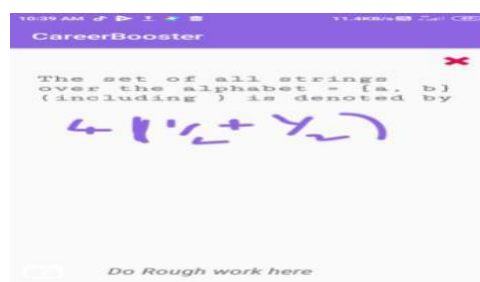 10:39 AM
11.4KB/s
CareerBooster
The set of all strings
over the alphabet = {a, b}
(including ) is denoted by
Do Rough work here